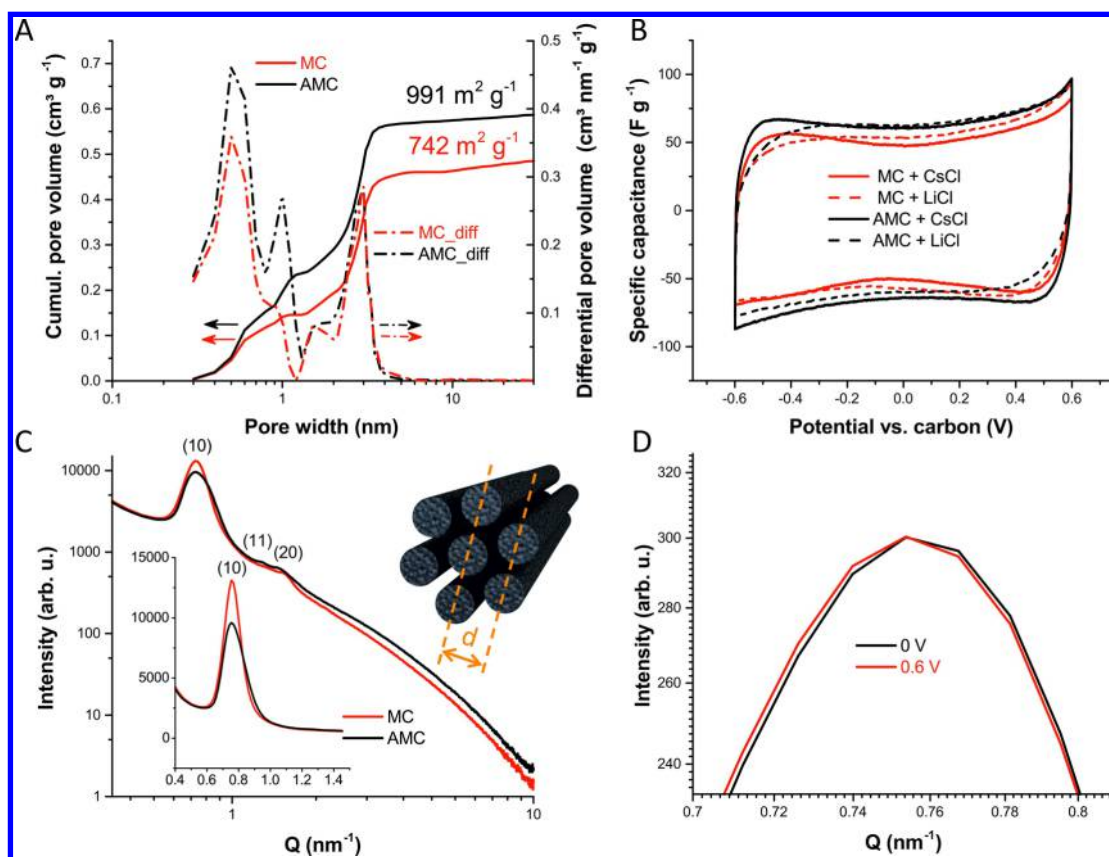 A
Cumul. pore volume (cm³ g⁻¹)
0.7
0.6
0.5
0.4
0.3
0.2
0.1
0.0
MC
AMC
991 m² g⁻¹
742 m² g⁻¹
MC_diff
AMC_diff
0.5
0.4
0.3
0.2
0.1
0.0
Differential pore volume (cm³ nm⁻¹ g⁻¹)
0.1
1
10
Pore width (nm)
B
Specific capacitance (F g⁻¹)
100
50
0
-50
-100
MC + CsCl
MC + LiCl
AMC + CsCl
AMC + LiCl
-0.6
-0.4
-0.2
0.0
0.2
0.4
0.6
Potential vs. carbon (V)
C
Intensity (arb. u.)
10000
1000
100
10
1
(10)
(11)
(20)
d
15000
12500
10000
7500
5000
2500
0
(10)
0.4
0.6
0.8
1.0
1.2
1.4
MC
AMC
1
10
Q (nm⁻¹)
D
Intensity (arb. u.)
300
280
260
240
0 V
0.6 V
0.7
0.72
0.74
0.76
0.78
0.8
Q (nm⁻¹)